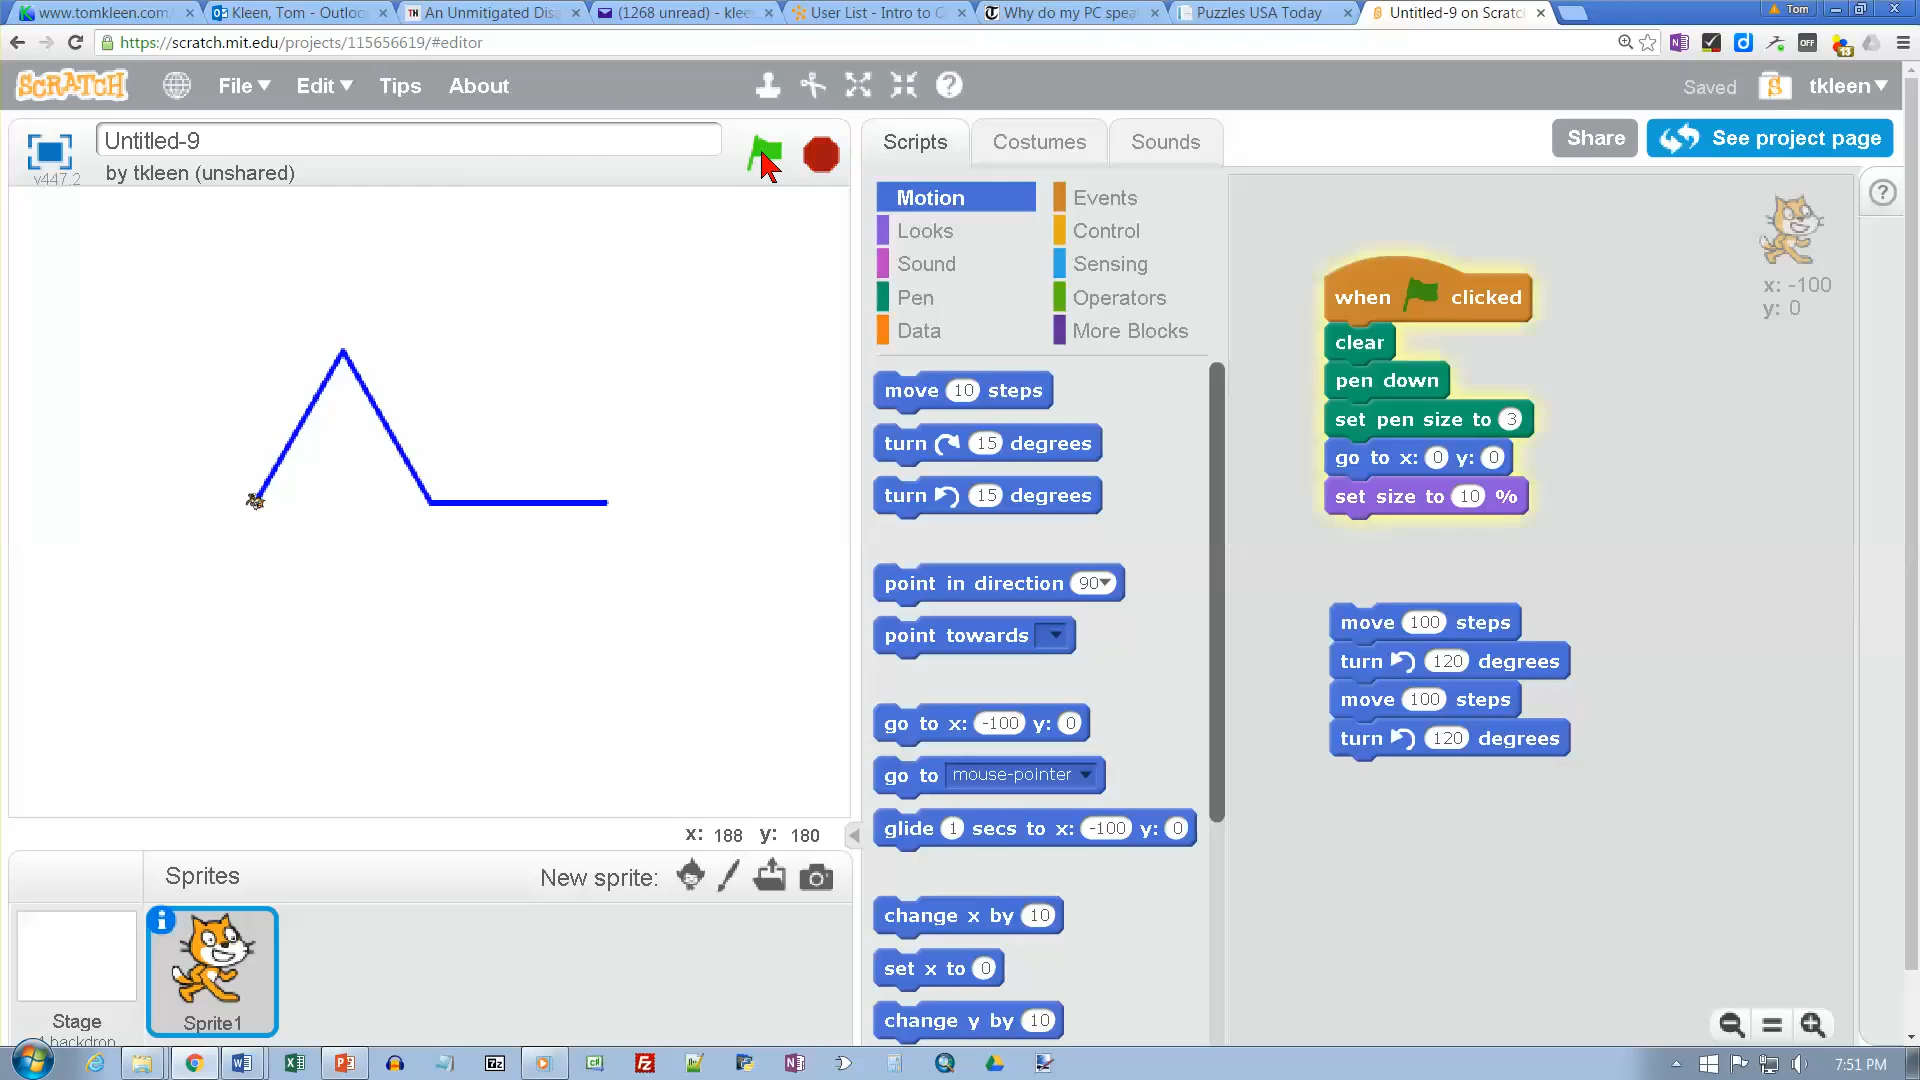 www.tomkleen.com/
Kleen, Tom - Outloo
An Unmitigated Disa
(1268 unread) - klee
User List - Intro to C
Why do my PC spea
Puzzles USA Today
Untitled-9 on Scratc
Tom
https://scratch.mit.edu/projects/115656619/#editor
SCRATCH
File
Edit
Tips
About
Saved
tkleen
Untitled-9
v447.2
by tkleen (unshared)
Scripts
Costumes
Sounds
Share
See project page
Motion
Events
Looks
Control
Sound
Sensing
Pen
Operators
Data
More Blocks
move 10 steps
turn 15 degrees
turn 15 degrees
point in direction 90
point towards
go to x: -100 y: 0
go to mouse-pointer
glide 1 secs to x: -100 y: 0
change x by 10
set x to 0
change y by 10
when clicked
clear
pen down
set pen size to 3
go to x: 0 y: 0
set size to 10 %
move 100 steps
turn 120 degrees
move 100 steps
turn 120 degrees
x: -100
y: 0
x: 188 y: 180
Sprites
New sprite:
Stage
1 backdrop
Sprite1
7:51 PM